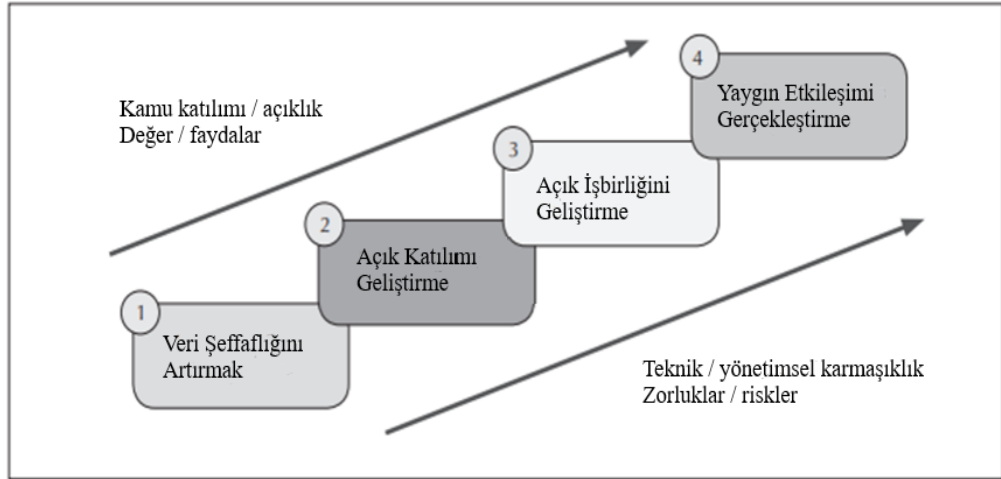 4
Yaygın Etkileşimi
Gerçekleştirme
Kamu katılımı / açıklık
Değer / faydalar
3
Açık İşbirliğini
Geliştirme
2
Açık Katılımı
Geliştirme
1
Veri Şeffaflığını
Artırmak
Teknik / yönetimsel karmaşıklık
Zorluklar / riskler